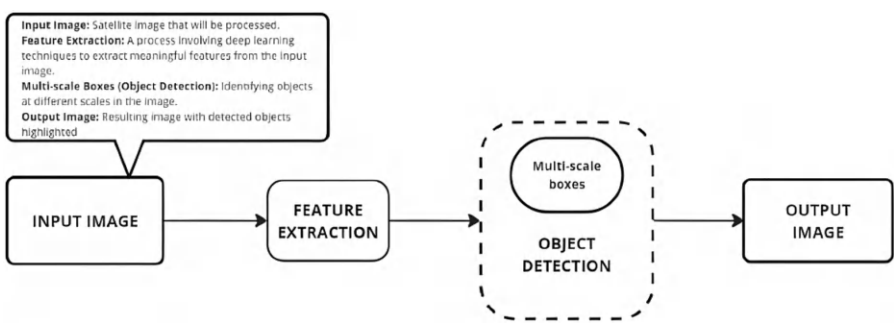 Input Image: Satellite image that will be processed.
Feature Extraction: A process involving deep learning
techniques to extract meaningful features from the input
image.
Multi-scale Boxes (Object Detection): Identifying objects
at different scales in the image.
Output Image: Resulting image with detected objects
highlighted
INPUT IMAGE
FEATURE
EXTRACTION
Multi-scale
boxes
OBJECT
DETECTION
OUTPUT
IMAGE